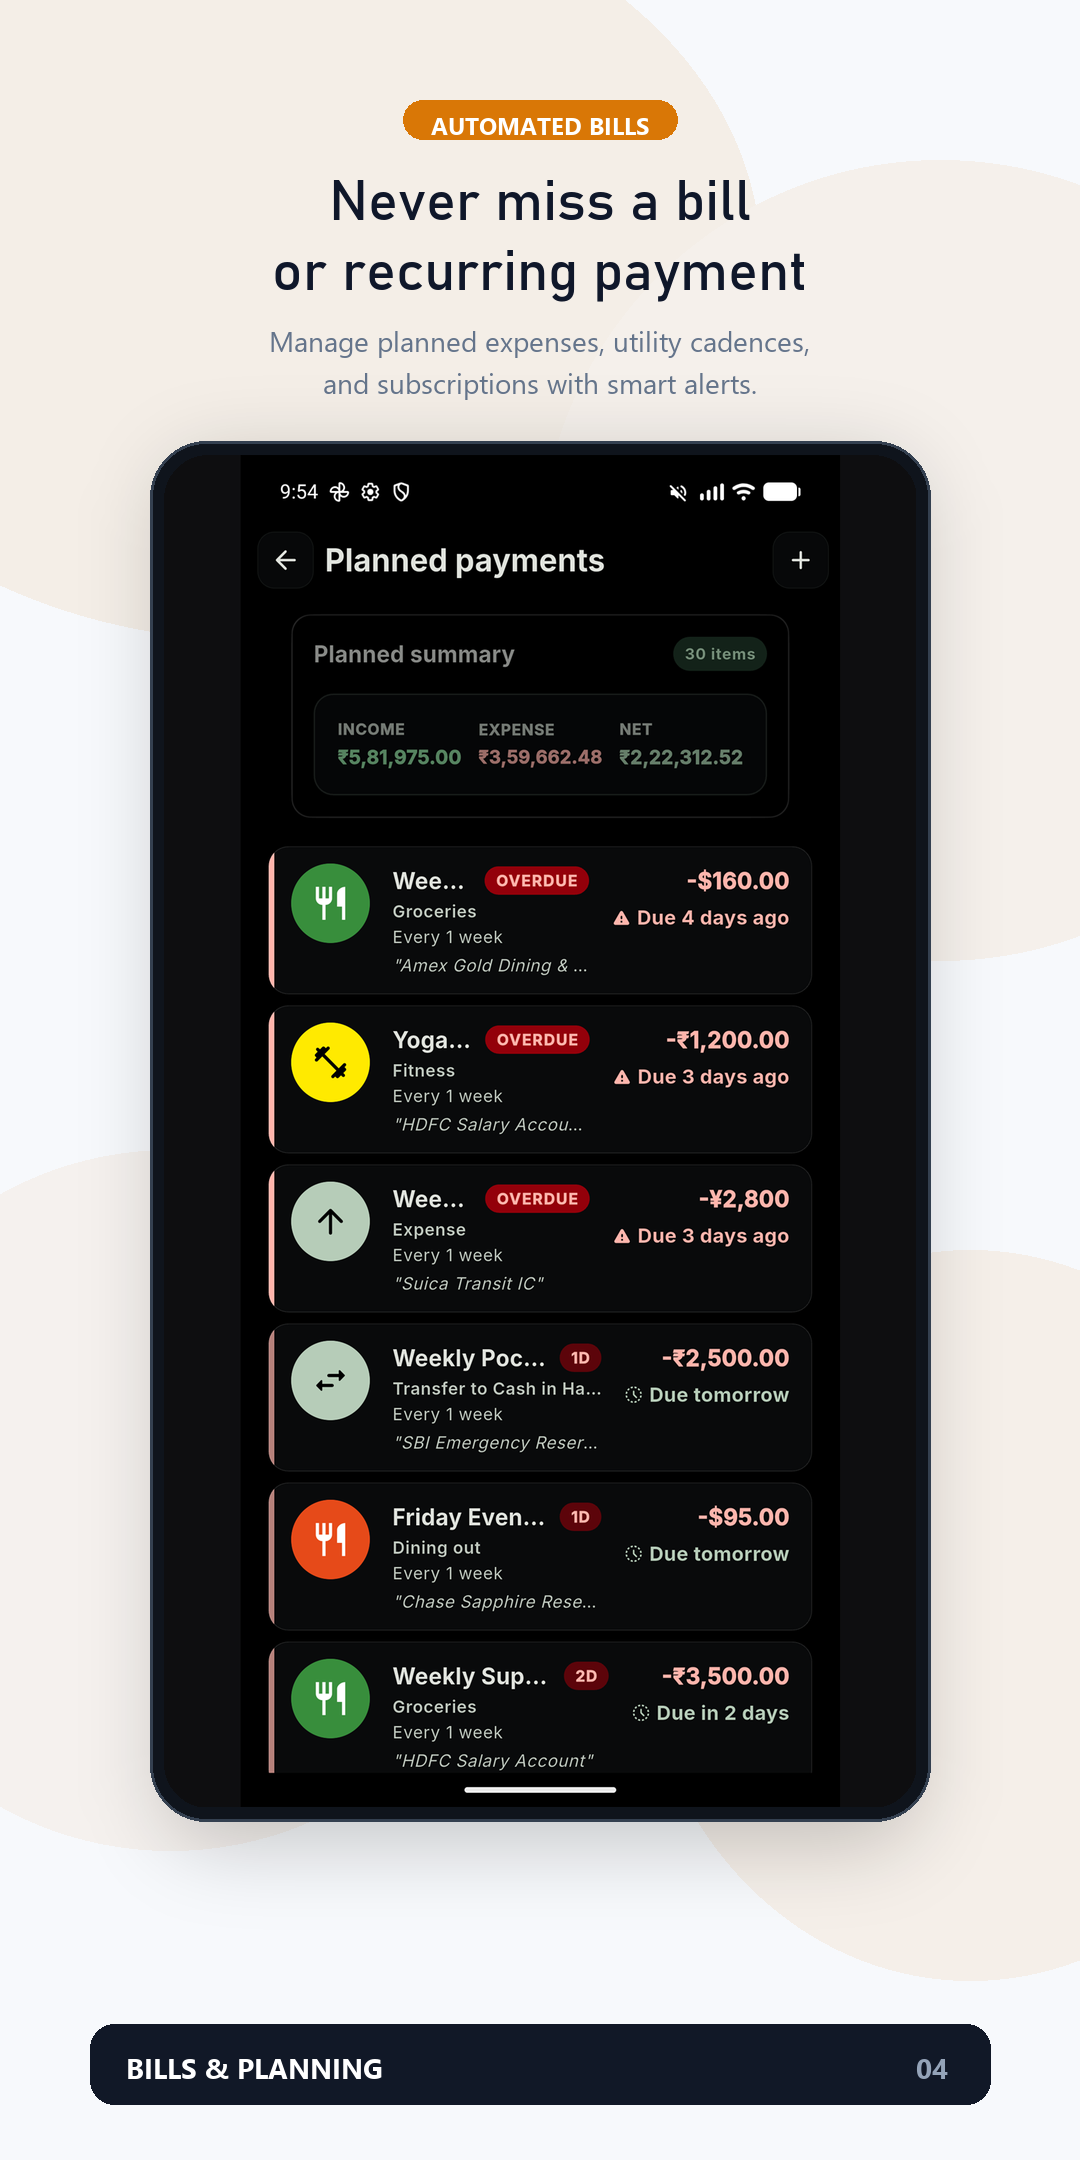 AUTOMATED BILLS
Never miss a bill
or recurring payment
Manage planned expenses, utility cadences,
and subscriptions with smart alerts.
9:54
Planned payments
Planned summary
30 items
INCOME EXPENSE NET
₹5,81,975.00 ₹3,59,662.48 ₹2,22,312.52
Wee... OVERDUE -$160.00
Groceries Due 4 days ago
Every 1 week
"Amex Gold Dining & ...
Yoga... OVERDUE -₹1,200.00
Fitness Due 3 days ago
Every 1 week
"HDFC Salary Accou...
Wee... OVERDUE -¥2,800
Expense Due 3 days ago
Every 1 week
"Suica Transit IC"
Weekly Poc... 1D -₹2,500.00
Transfer to Cash in Ha... Due tomorrow
Every 1 week
"SBI Emergency Reser...
Friday Even... 1D -$95.00
Dining out Due tomorrow
Every 1 week
"Chase Sapphire Rese...
Weekly Sup... 2D -₹3,500.00
Groceries Due in 2 days
Every 1 week
"HDFC Salary Account"
BILLS & PLANNING 04